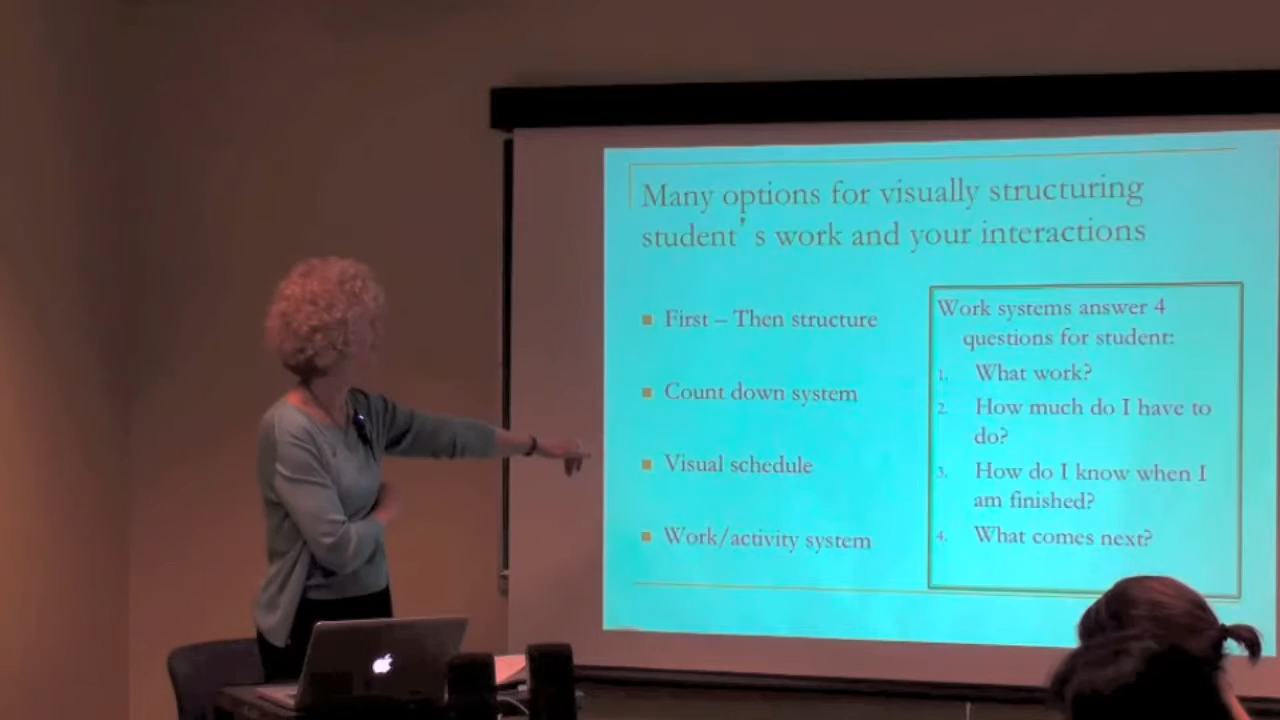 Many options for visually structuring
student's work and your interactions
■ First – Then structure
■ Count down system
■ Visual schedule
■ Work/activity system
Work systems answer 4
questions for student:
1. What work?
2. How much do I have to
do?
3. How do I know when I
am finished?
4. What comes next?